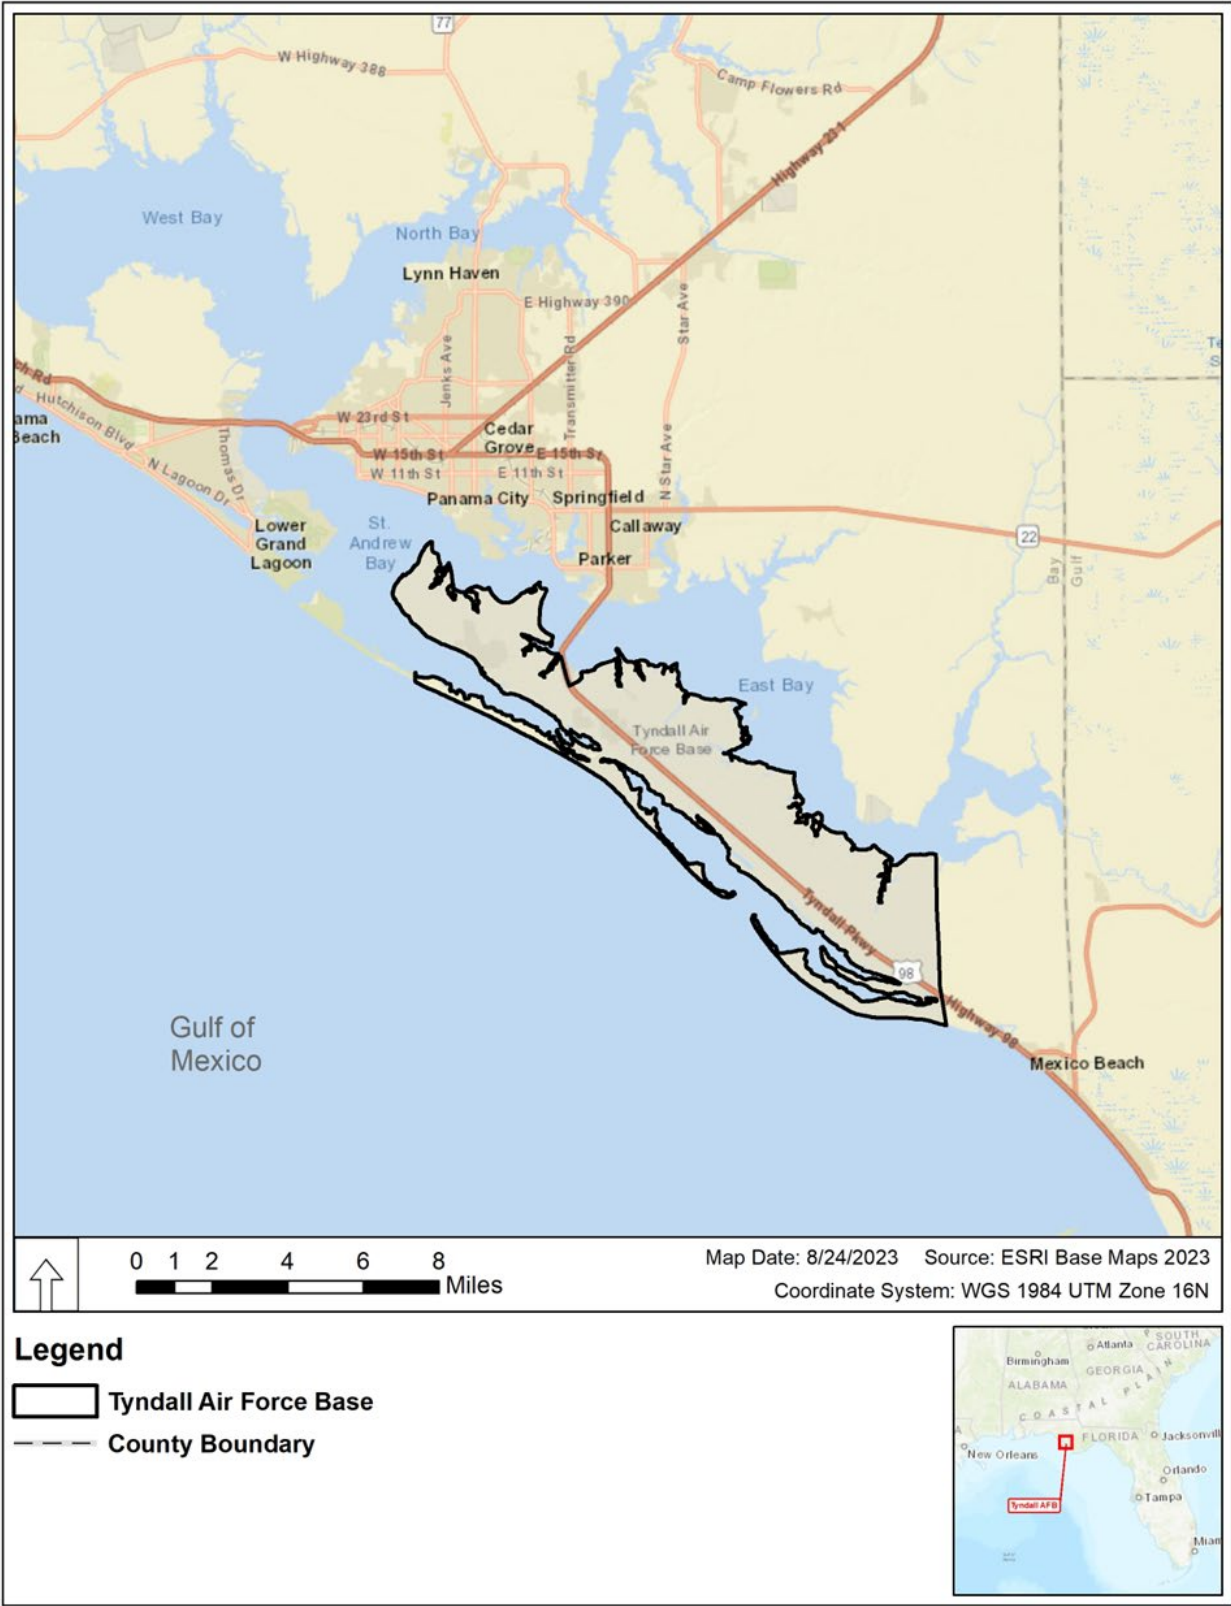 77
W Highway 388
Camp Flowers Rd
Highway 231
West Bay
North Bay
Lynn Haven
E Highway 390
Star Ave
Jenks Ave
Transmitter Rd
ch Rd
Hutchison Blvd
ama
Beach
Thomas Dr
N Lagoon Dr
W 23rd St
Cedar
Grove
W 15th St
E 15th St
W 11th St
E 11th St
N Star Ave
Panama City
Springfield
Callaway
Parker
22
Bay
Gulf
Lower
Grand
Lagoon
St.
Andrew
Bay
East Bay
Tyndall Air
Force Base
Tyndall Pkwy
98
Highway 98
Mexico Beach
Gulf of
Mexico
0 1 2 4 6 8
Miles
Map Date: 8/24/2023 Source: ESRI Base Maps 2023
Coordinate System: WGS 1984 UTM Zone 16N
Legend
Tyndall Air Force Base
County Boundary
SOUTH
CAROLINA
Atlanta
Birmingham
GEORGIA
ALABAMA
COASTAL PLAIN
FLORIDA
Jacksonvill
New Orleans
Orlando
Tampa
Tyndall AFB
Miam